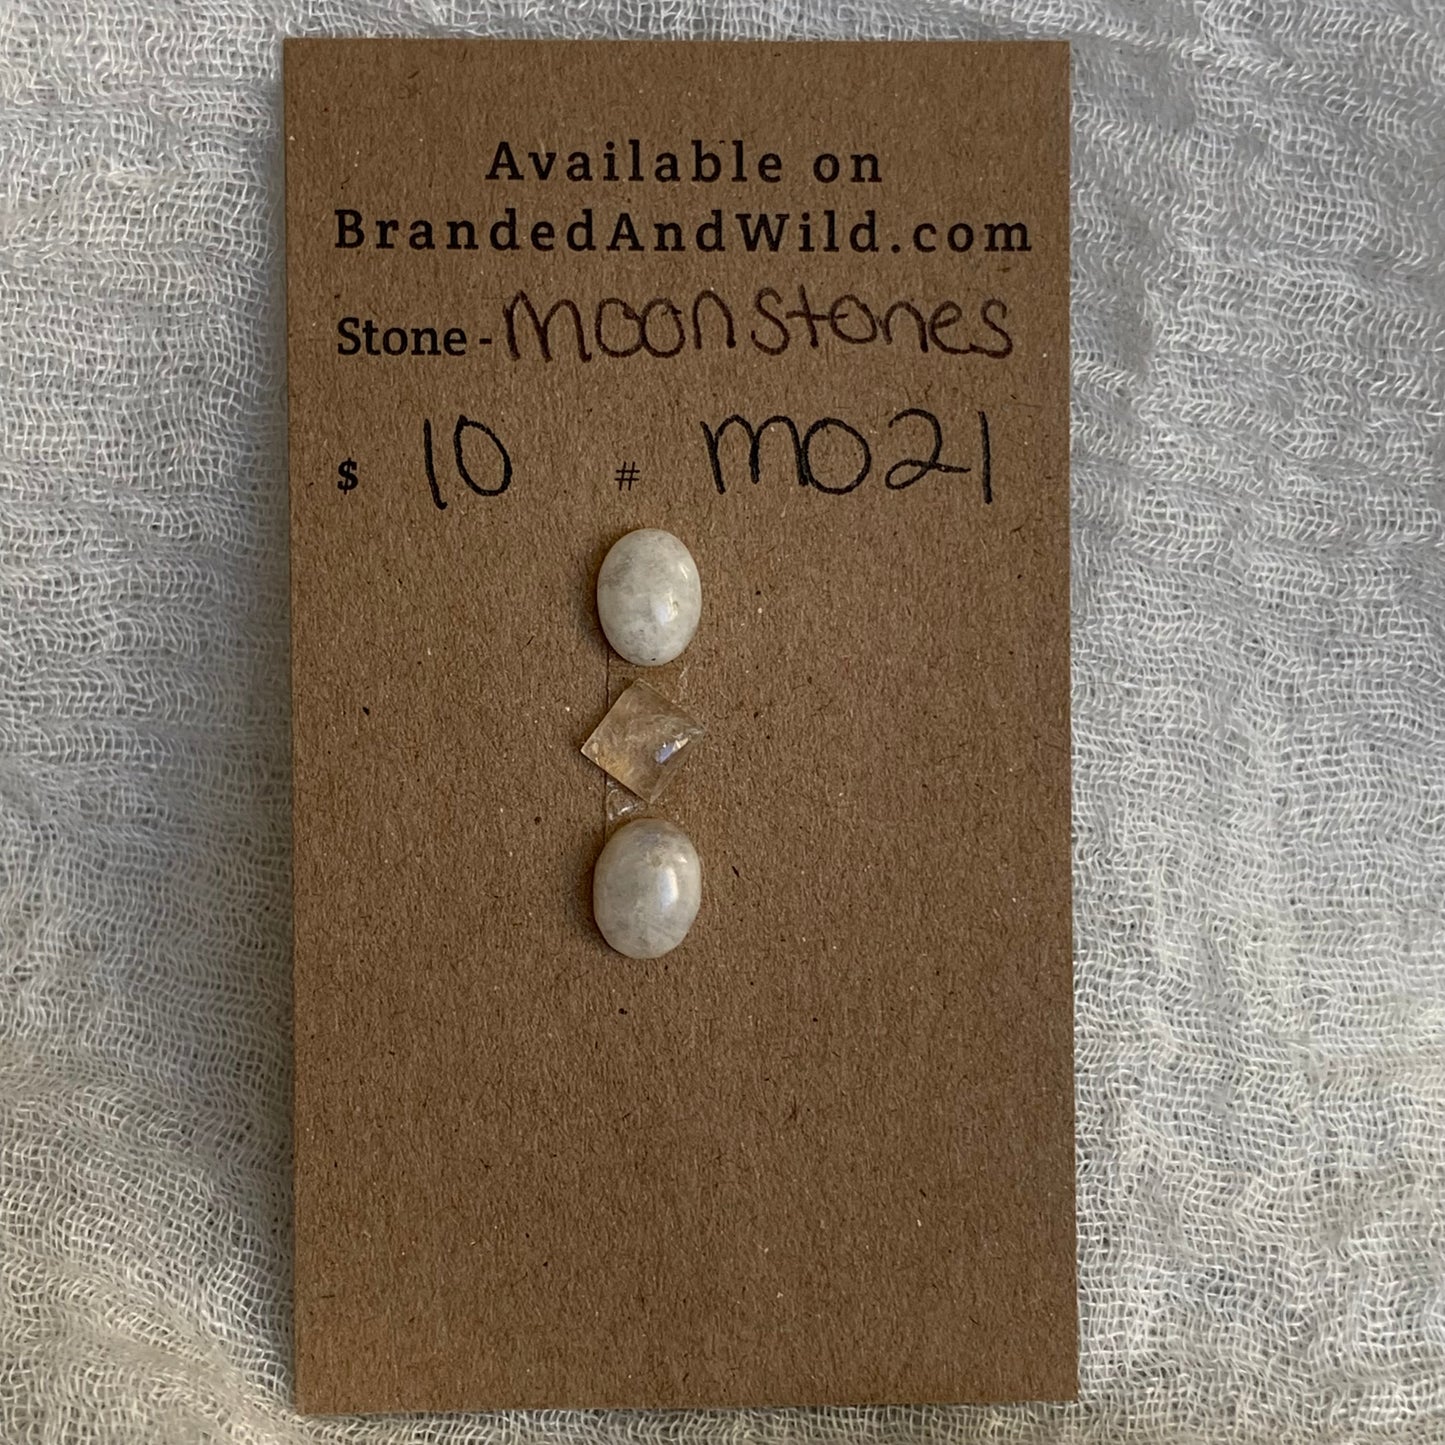 Available on
BrandedAndWild.com
Stone - moonstones
$ 10 # mo21